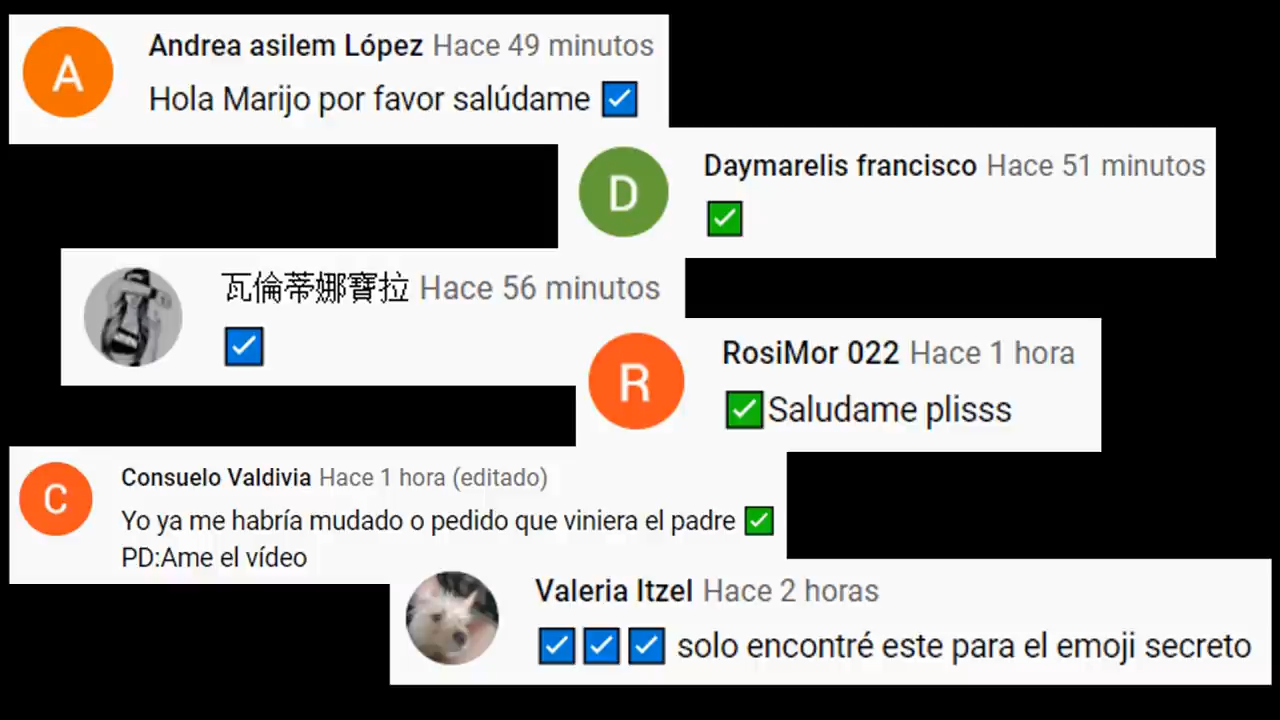 A
Andrea asilem López Hace 49 minutos
Hola Marijo por favor salúdame ☑
D
Daymarelis francisco Hace 51 minutos
✅
瓦倫蒂娜寶拉 Hace 56 minutos
☑
R
RosiMor 022 Hace 1 hora
✅Saludame plisss
C
Consuelo Valdivia Hace 1 hora (editado)
Yo ya me habría mudado o pedido que viniera el padre ✅
PD:Ame el vídeo
Valeria Itzel Hace 2 horas
☑☑☑ solo encontré este para el emoji secreto